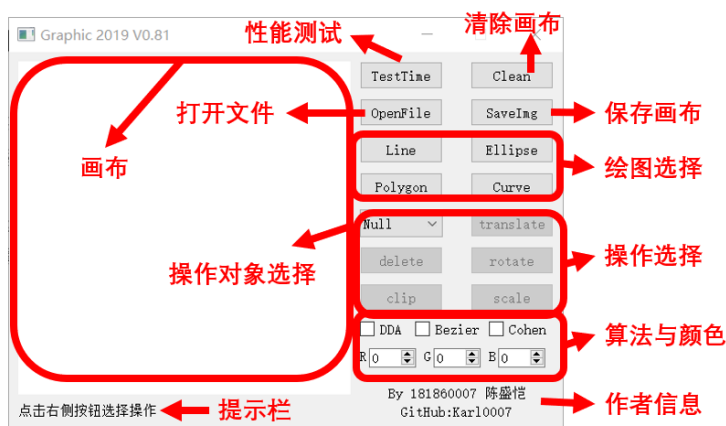 Graphic 2019 V0.81
性能测试
清除画布
TestTime
Clean
打开文件
OpenFile
SaveImg
保存画布
Line
Ellipse
绘图选择
画布
Polygon
Curve
Null
translate
操作对象选择
delete
rotate
操作选择
clip
scale
DDA
Bezier
Cohen
算法与颜色
R 0
G 0
B 0
点击右侧按钮选择操作
提示栏
By 181860007 陈盛恺
GitHub:Karl0007
作者信息